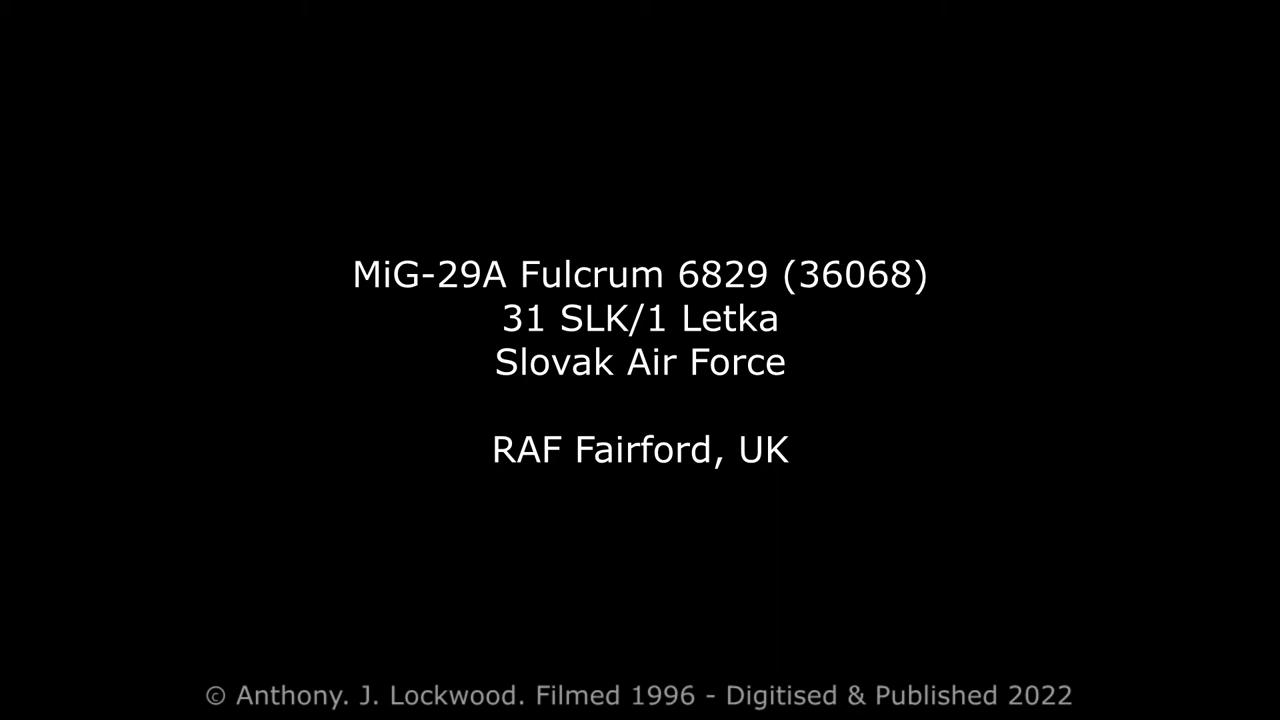 MiG-29A Fulcrum 6829 (36068)
31 SLK/1 Letka
Slovak Air Force
RAF Fairford, UK
© Anthony. J. Lockwood. Filmed 1996 - Digitised & Published 2022